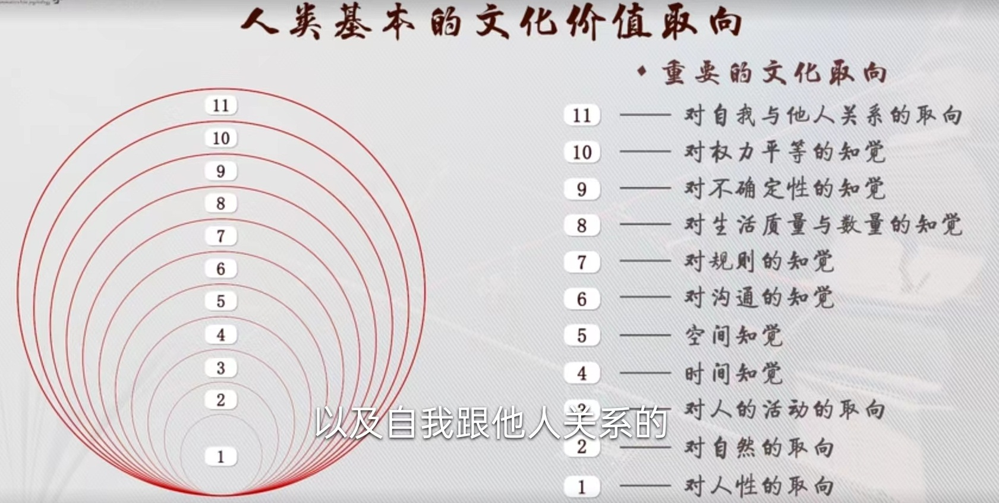 人类基本的文化价值取向
♦ 重要的文化取向
11
10
9
8
7
6
5
4
3
2
1
11 对自我与他人关系的取向
10 对权力平等的知觉
9 对不确定性的知觉
8 对生活质量与数量的知觉
7 对规则的知觉
6 对沟通的知觉
5 空间知觉
4 时间知觉
3 对人的活动的取向
2 对自然的取向
1 对人性的取向
以及自我跟他人关系的